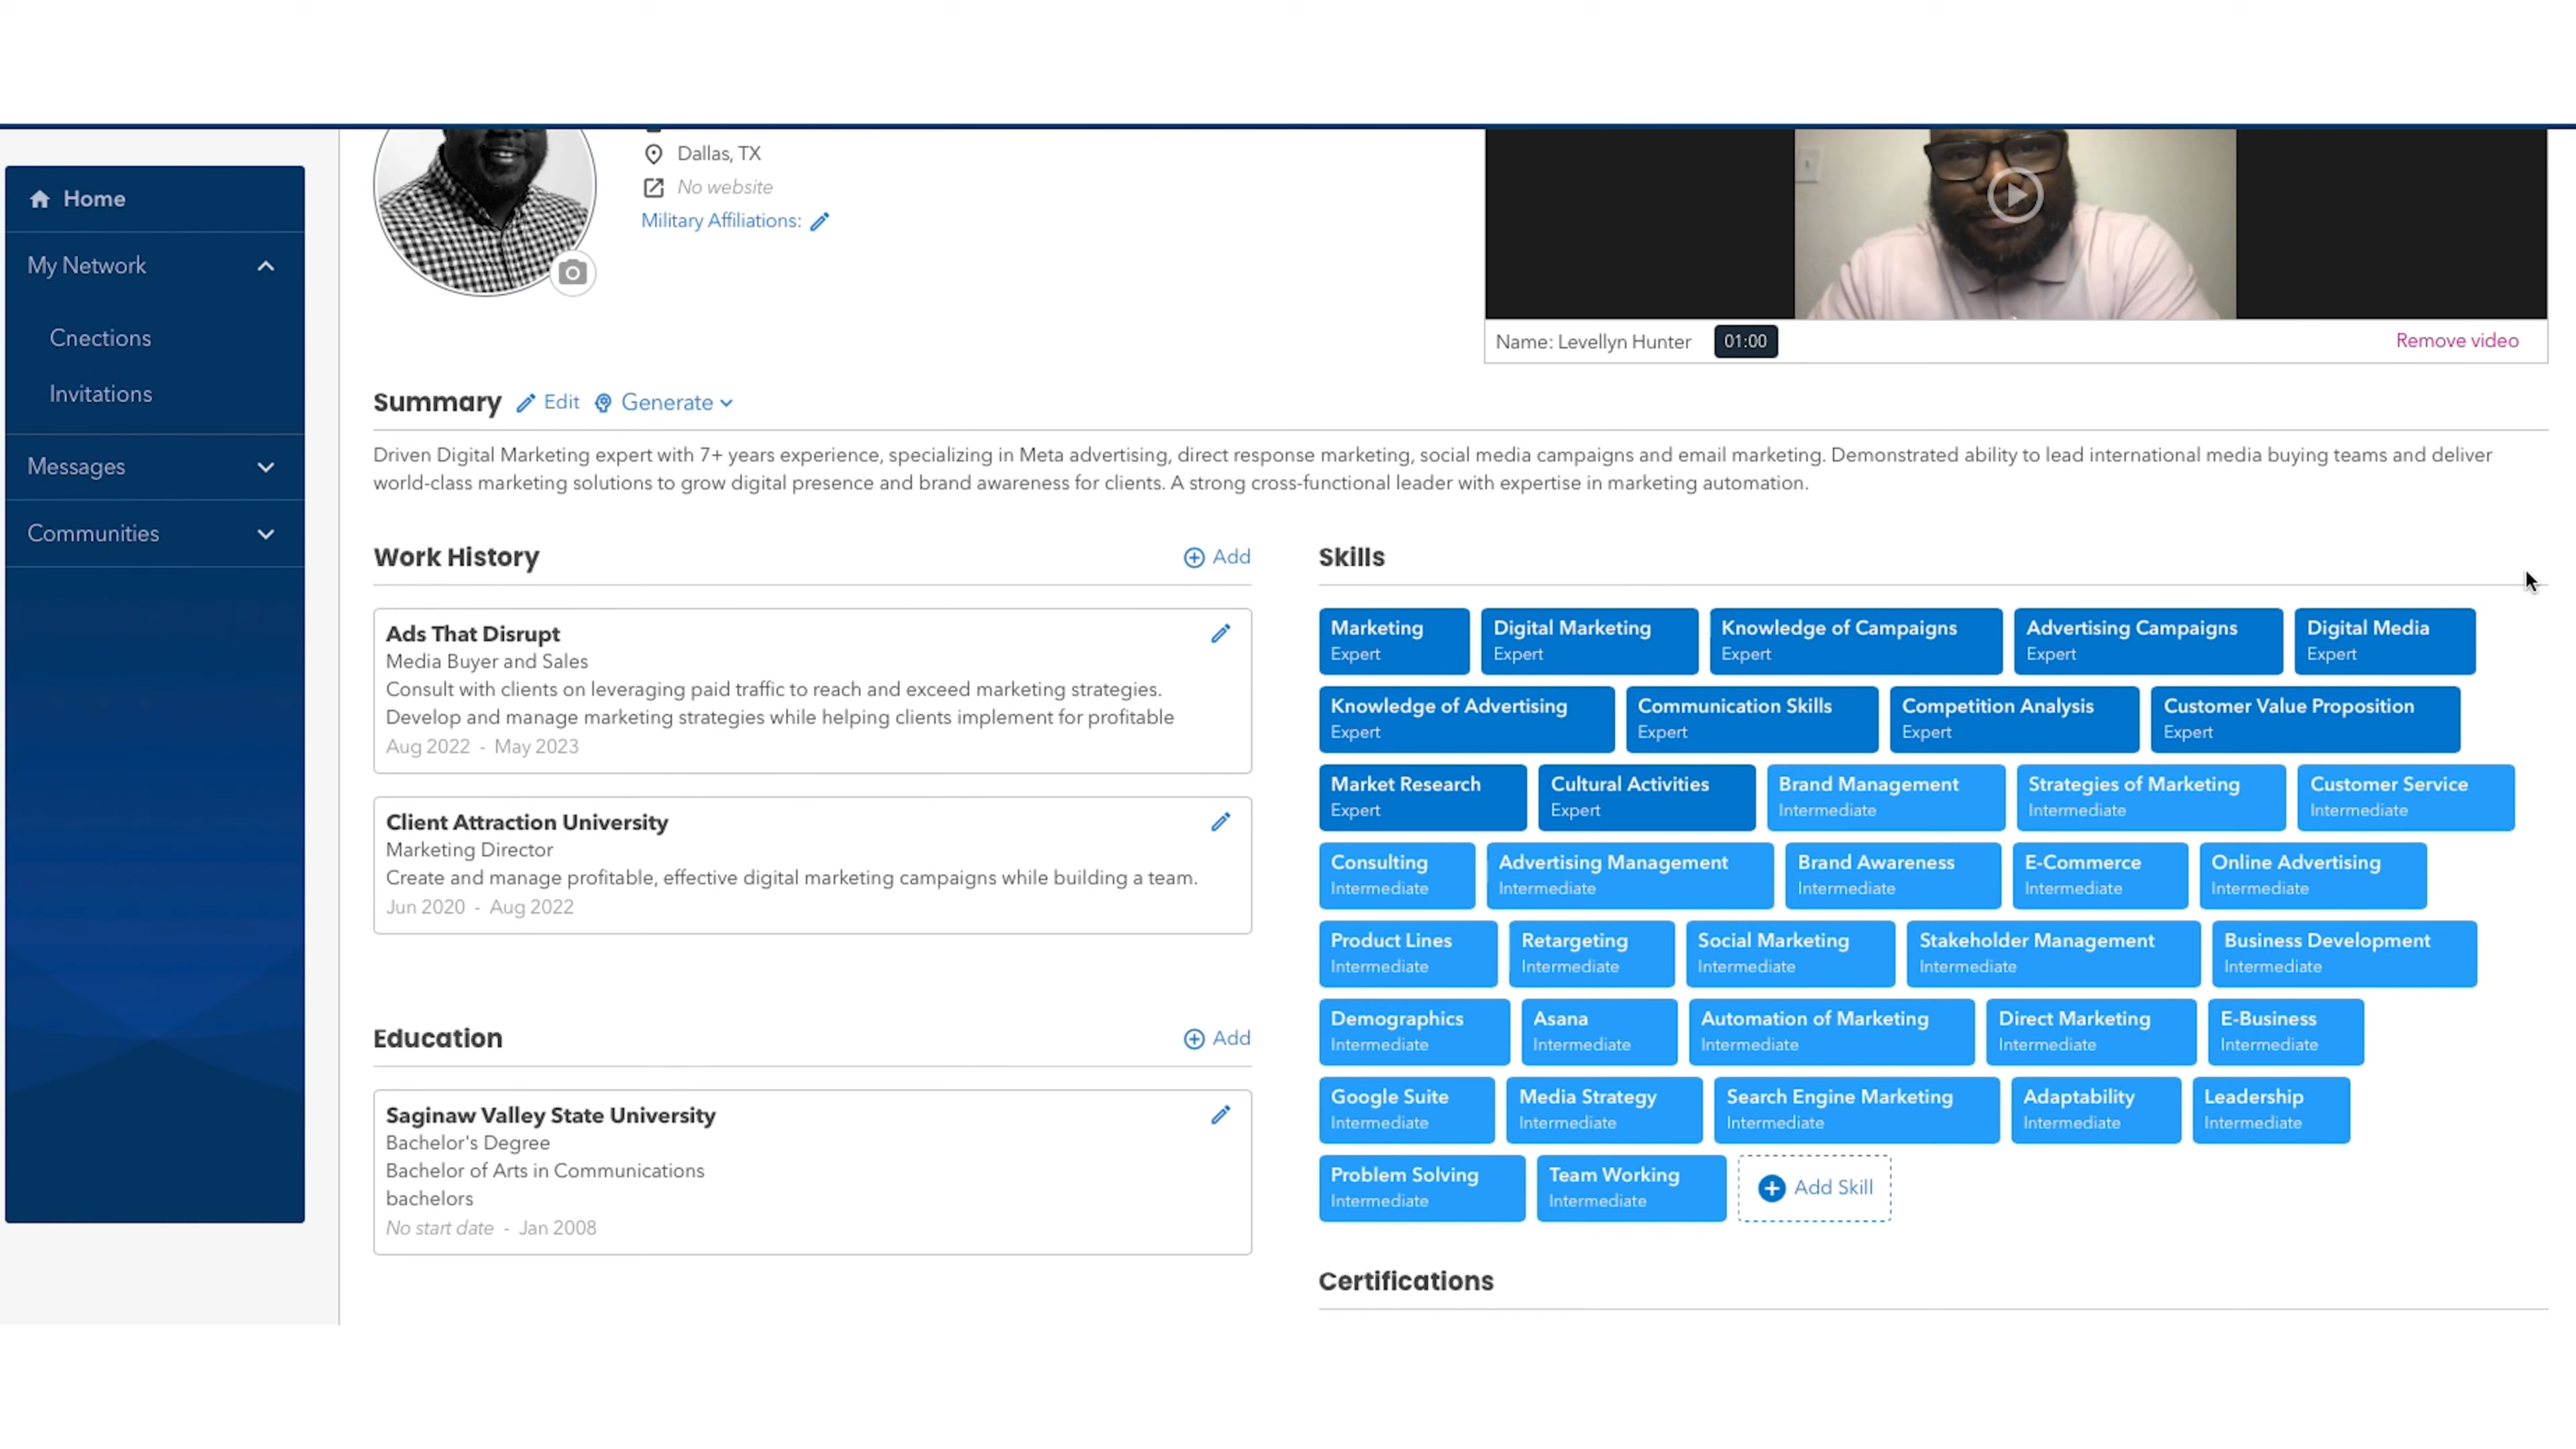 Home
My Network
Cnections
Invitations
Messages
Communities
Dallas, TX
No website
Military Affiliations:
Name: Levellyn Hunter
01:00
Remove video
Summary
Edit
Generate
Driven Digital Marketing expert with 7+ years experience, specializing in Meta advertising, direct response marketing, social media campaigns and email marketing. Demonstrated ability to lead international media buying teams and deliver
world-class marketing solutions to grow digital presence and brand awareness for clients. A strong cross-functional leader with expertise in marketing automation.
Work History
Add
Ads That Disrupt
Media Buyer and Sales
Consult with clients on leveraging paid traffic to reach and exceed marketing strategies.
Develop and manage marketing strategies while helping clients implement for profitable
Aug 2022 - May 2023
Client Attraction University
Marketing Director
Create and manage profitable, effective digital marketing campaigns while building a team.
Jun 2020 - Aug 2022
Education
Add
Saginaw Valley State University
Bachelor's Degree
Bachelor of Arts in Communications
bachelors
No start date - Jan 2008
Skills
Marketing
Expert
Digital Marketing
Expert
Knowledge of Campaigns
Expert
Advertising Campaigns
Expert
Digital Media
Expert
Knowledge of Advertising
Expert
Communication Skills
Expert
Competition Analysis
Expert
Customer Value Proposition
Expert
Market Research
Expert
Cultural Activities
Expert
Brand Management
Intermediate
Strategies of Marketing
Intermediate
Customer Service
Intermediate
Consulting
Intermediate
Advertising Management
Intermediate
Brand Awareness
Intermediate
E-Commerce
Intermediate
Online Advertising
Intermediate
Product Lines
Intermediate
Retargeting
Intermediate
Social Marketing
Intermediate
Stakeholder Management
Intermediate
Business Development
Intermediate
Demographics
Intermediate
Asana
Intermediate
Automation of Marketing
Intermediate
Direct Marketing
Intermediate
E-Business
Intermediate
Google Suite
Intermediate
Media Strategy
Intermediate
Search Engine Marketing
Intermediate
Adaptability
Intermediate
Leadership
Intermediate
Problem Solving
Intermediate
Team Working
Intermediate
Add Skill
Certifications